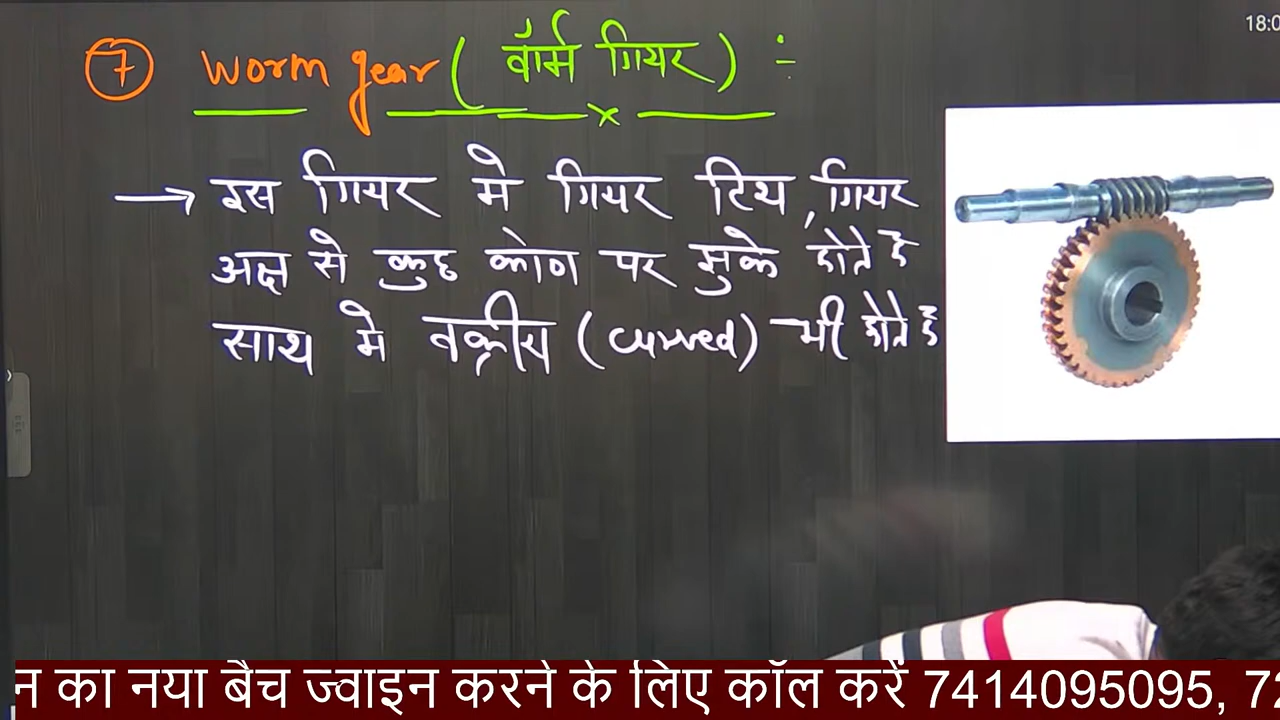 18:0
7 Worm gear ( वॉर्म गियर ) :-
→ इस गियर मे गियर टिथ, गियर
अक्ष से कुछ कोण पर झुके होते है
साथ मे वक्रीय (curved) भी होते है
न का नया बैच ज्वाइन करने के लिए कॉल करें 7414095095, 72